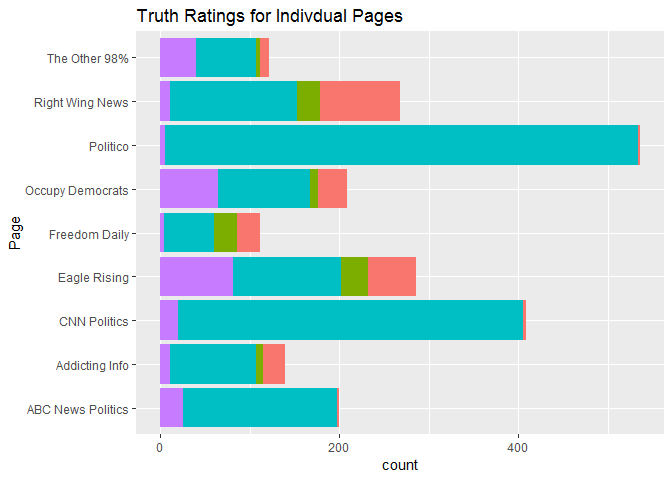 Truth Ratings for Indivdual Pages
The Other 98%
Right Wing News
Politico
Occupy Democrats
Freedom Daily
Eagle Rising
CNN Politics
Addicting Info
ABC News Politics
Page
0 200 400
count